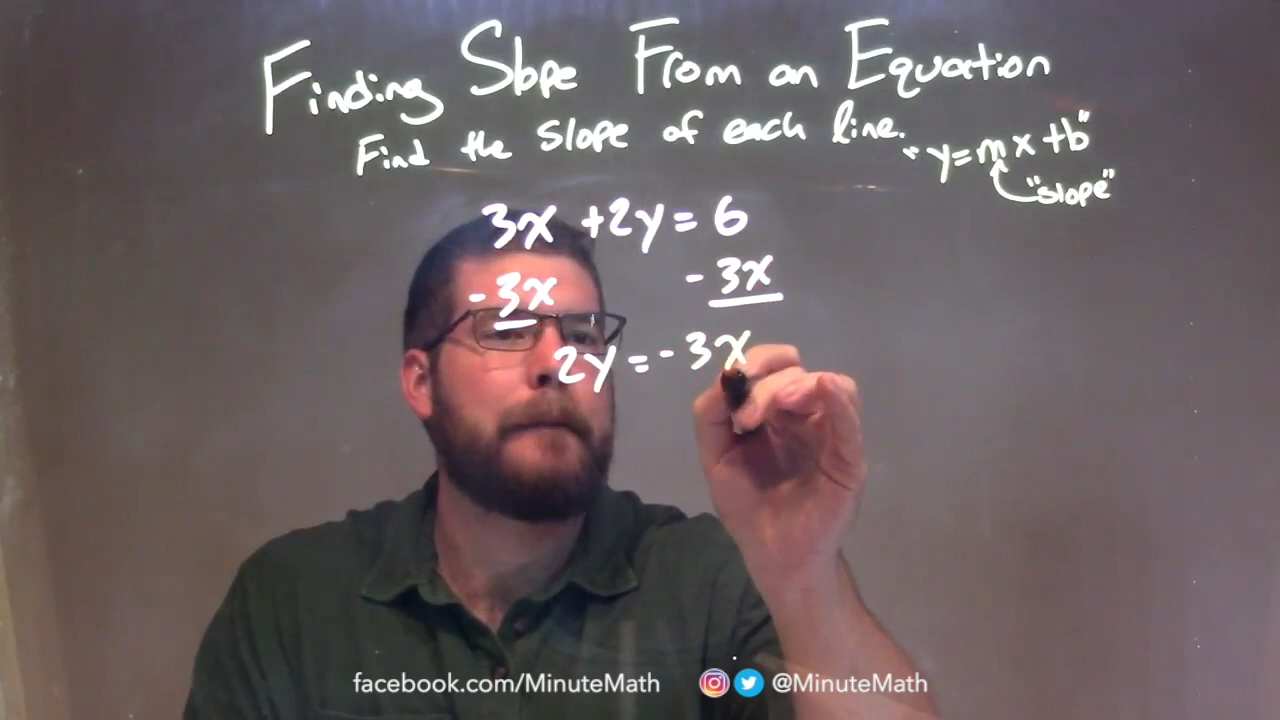 Finding Slope From an Equation
Find the slope of each line.
"y=mx+b"
"slope"
3x +2y = 6
-3x -3x
2y = -3x
facebook.com/MinuteMath @MinuteMath